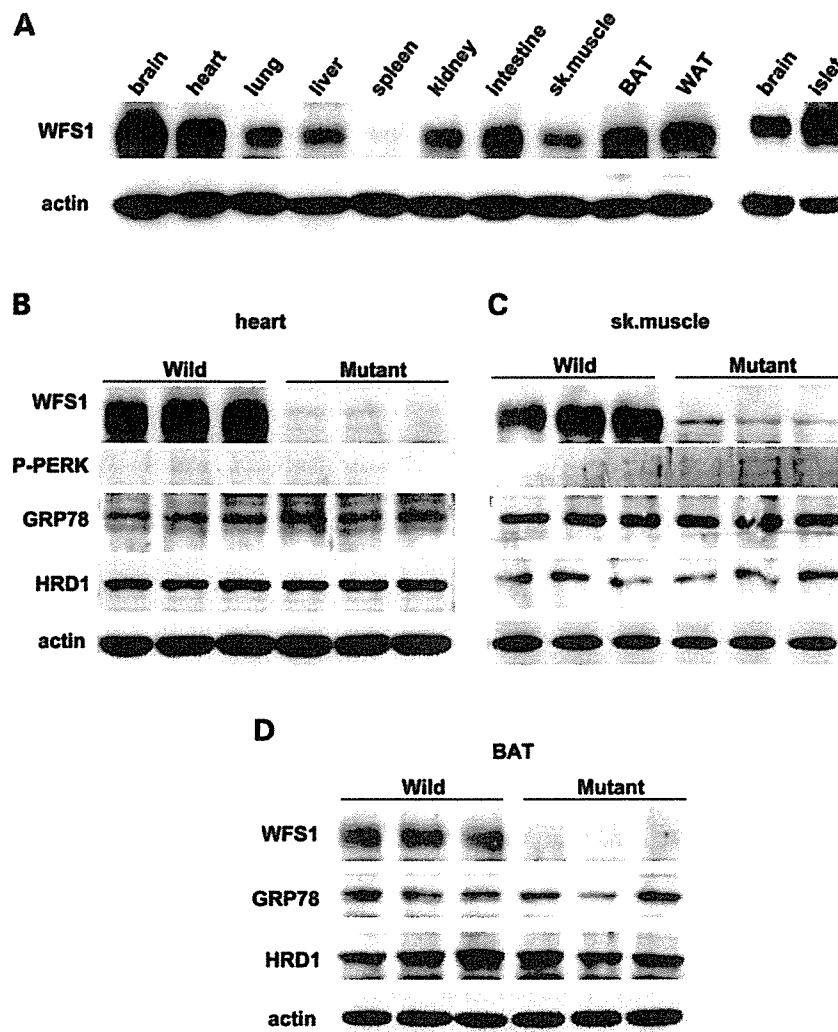 A
brain heart lung liver spleen kidney intestine sk.muscle BAT WAT brain islet
WFS1
actin
B
heart
Wild Mutant
WFS1
P-PERK
GRP78
HRD1
actin
C
sk.muscle
Wild Mutant
D
BAT
Wild Mutant
WFS1
GRP78
HRD1
actin